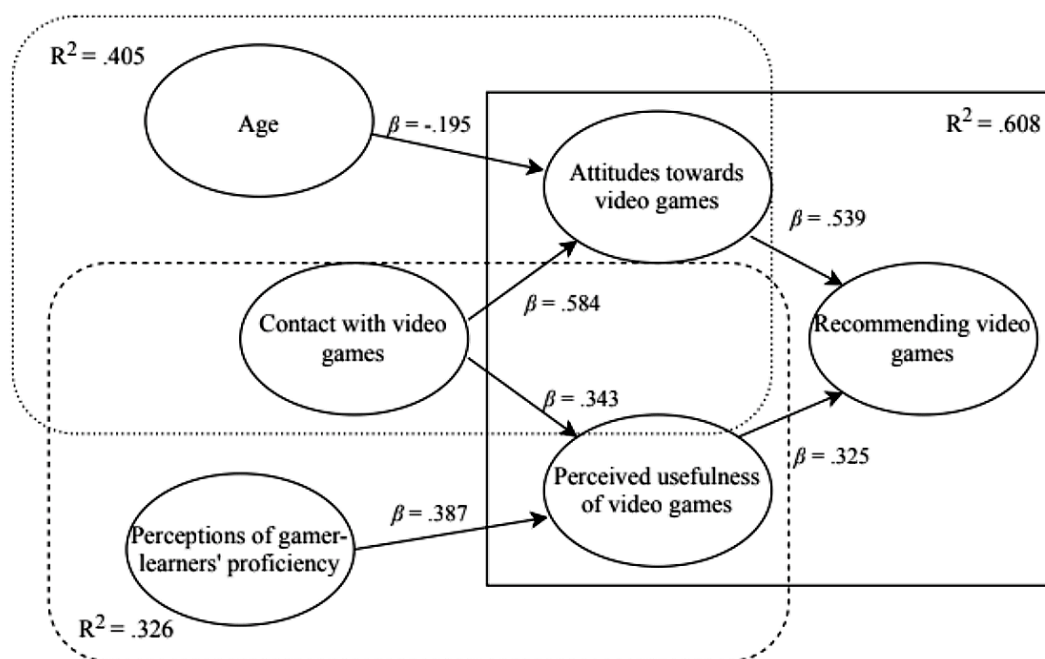 R² = .405
Age
β = -.195
R² = .608
Attitudes towards
video games
β = .539
Contact with video
games
β = .584
Recommending video
games
β = .343
Perceived usefulness
of video games
β = .325
Perceptions of gamer-
learners' proficiency
β = .387
R² = .326